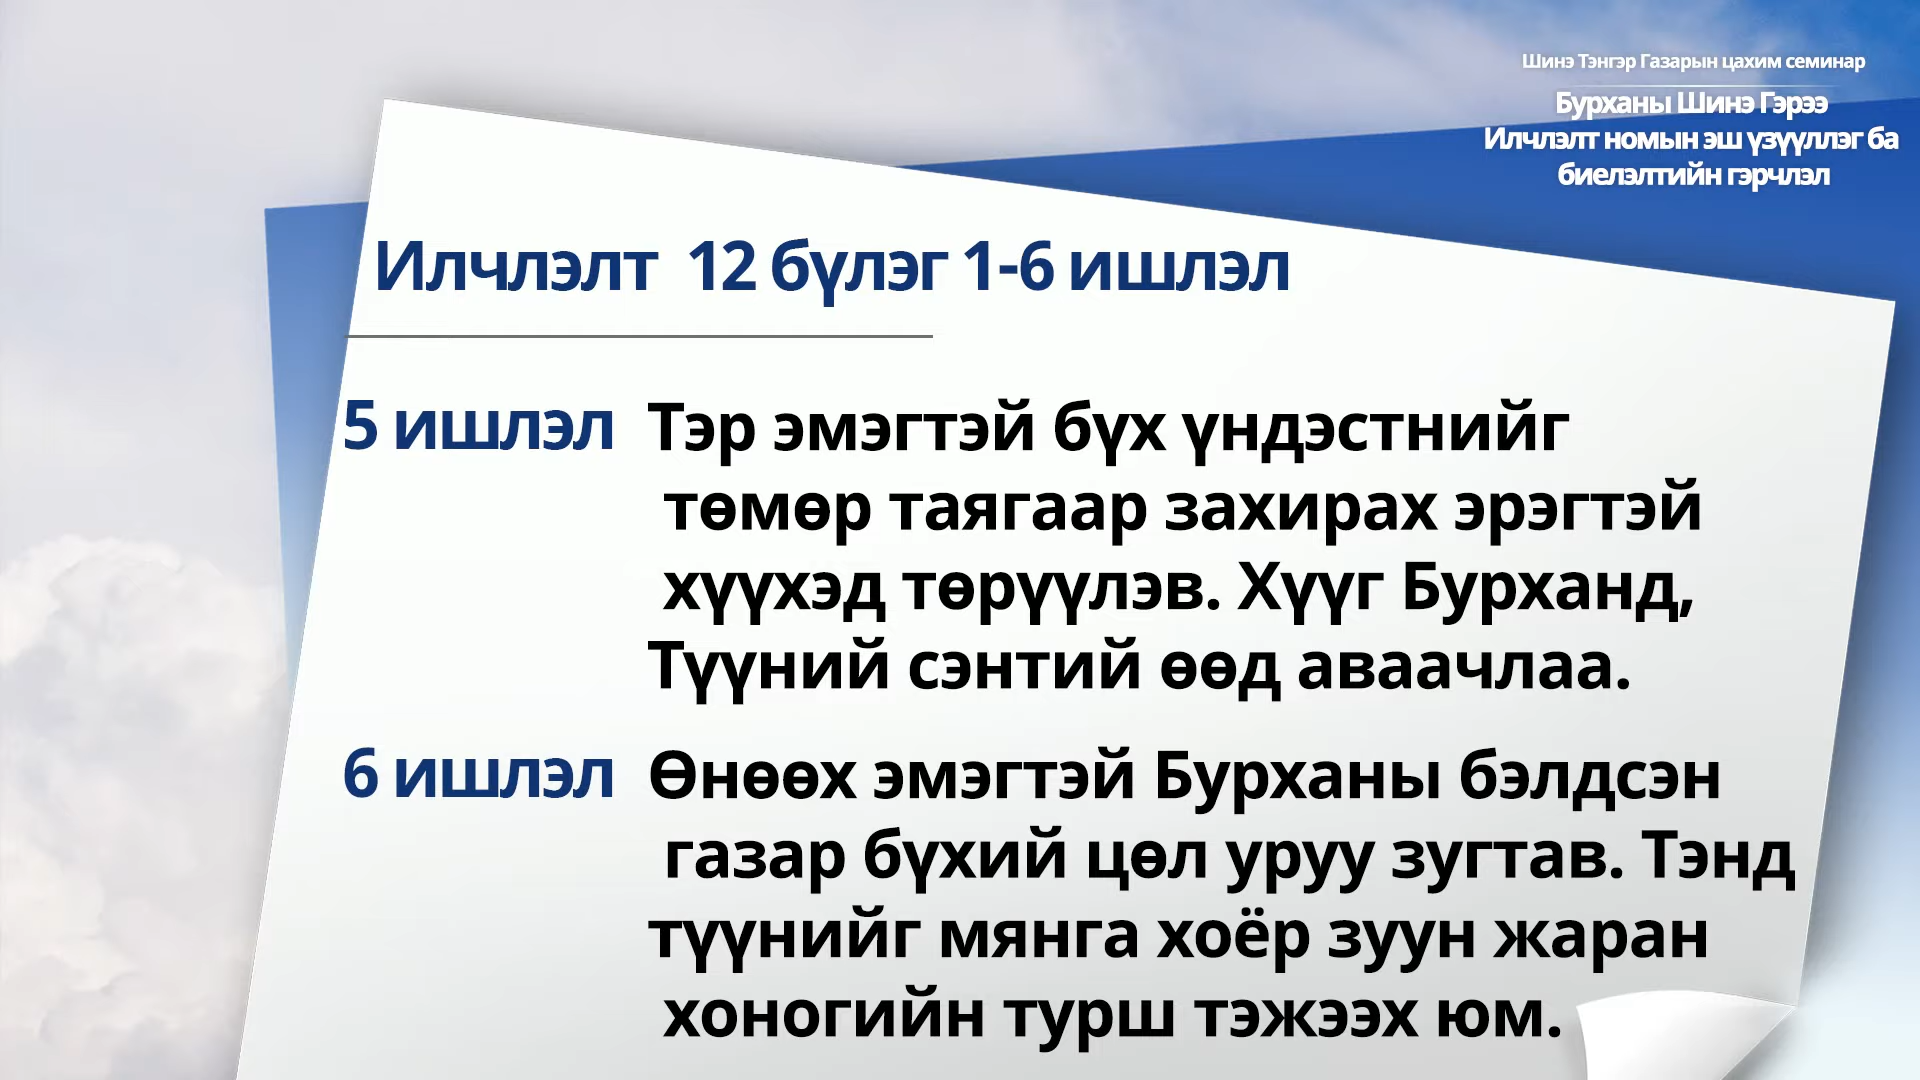 Шинэ Тэнгэр Газарын цахим семинар
Бурханы Шинэ Гэрээ
Илчлэлт номын эш үзүүллэг ба
биелэлтийн гэрчлэл
Илчлэлт 12 бүлэг 1-6 ишлэл
5 ишлэл Тэр эмэгтэй бүх үндэстнийг
төмөр таягаар захирах эрэгтэй
хүүхэд төрүүлэв. Хүүг Бурханд,
Түүний сэнтий өөд аваачлаа.
6 ишлэл Өнөөх эмэгтэй Бурханы бэлдсэн
газар бүхий цөл уруу зугтав. Тэнд
түүнийг мянга хоёр зуун жаран
хоногийн турш тэжээх юм.